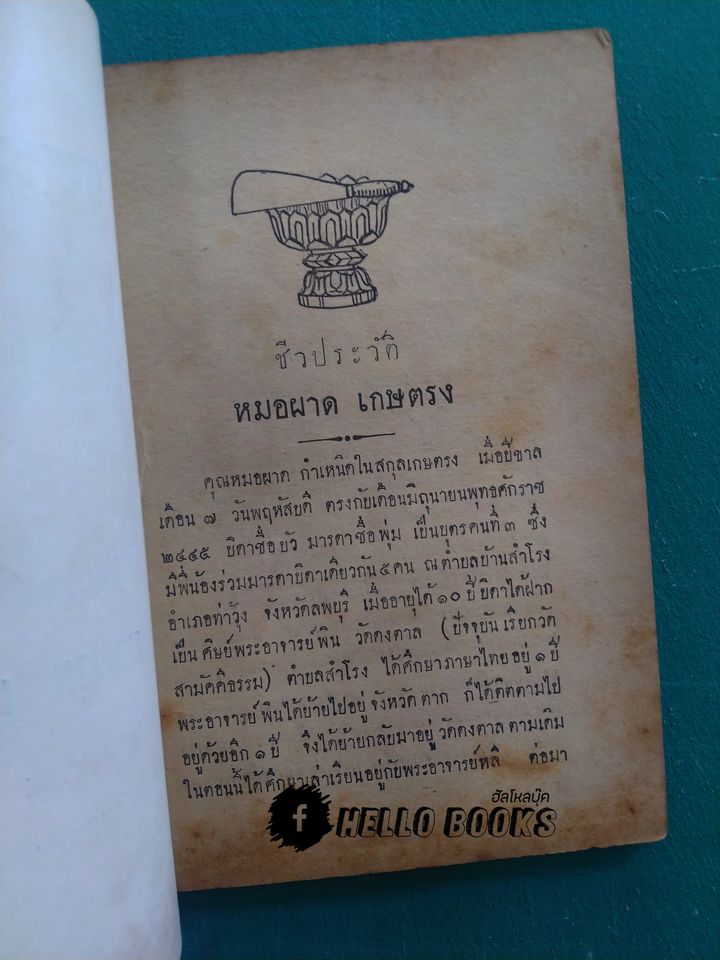 ชีวประวัติ
หมอผาด เกษตรง
คุณหมอผาด กำเหนิดในสกุลเกษตรง เมื่อปีขาล
เดือน ๗ วันพฤหัสบดี ตรงกับเดือนมิถุนายนพุทธศักราช
๒๔๔๕ บิดาชื่อบัว มารดาชื่อพุ่ม เป็นบุตรคนที่ ๓ ซึ่ง
มีพี่น้องร่วมมารดาบิดาเดียวกัน ๕ คน ณ ตำบลบ้านสำโรง
อำเภอท่าวุ้ง จังหวัดลพบุรี เมื่ออายุได้ ๑๐ ปี บิดาได้ฝาก
เป็นศิษย์พระอาจารย์พิน วัดดงตาล (ปัจจุบันเรียกวัด
สามัคคีธรรม) ตำบลสำโรง ได้ศึกษาภาษาไทยอยู่ ๑ ปี
พระอาจารย์พินได้ย้ายไปอยู่จังหวัดตาก ก็ได้ติดตามไป
อยู่ด้วยอีก ๑ ปี จึงได้ย้ายกลับมาอยู่วัดดงตาลตามเดิม
ในตอนนี้ได้ศึกษาเล่าเรียนอยู่กับพระอาจารย์หลี ต่อมา
ฮัลโหลบุ๊ค
f HELLO BOOKS